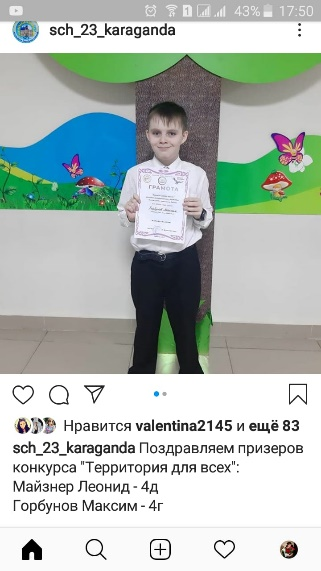 43% 17:50
sch_23_karaganda
ГРАМОТА
Нравится valentina2145 и ещё 83
sch_23_karaganda Поздравляем призеров
конкурса "Территория для всех":
Майзнер Леонид - 4д
Горбунов Максим - 4г